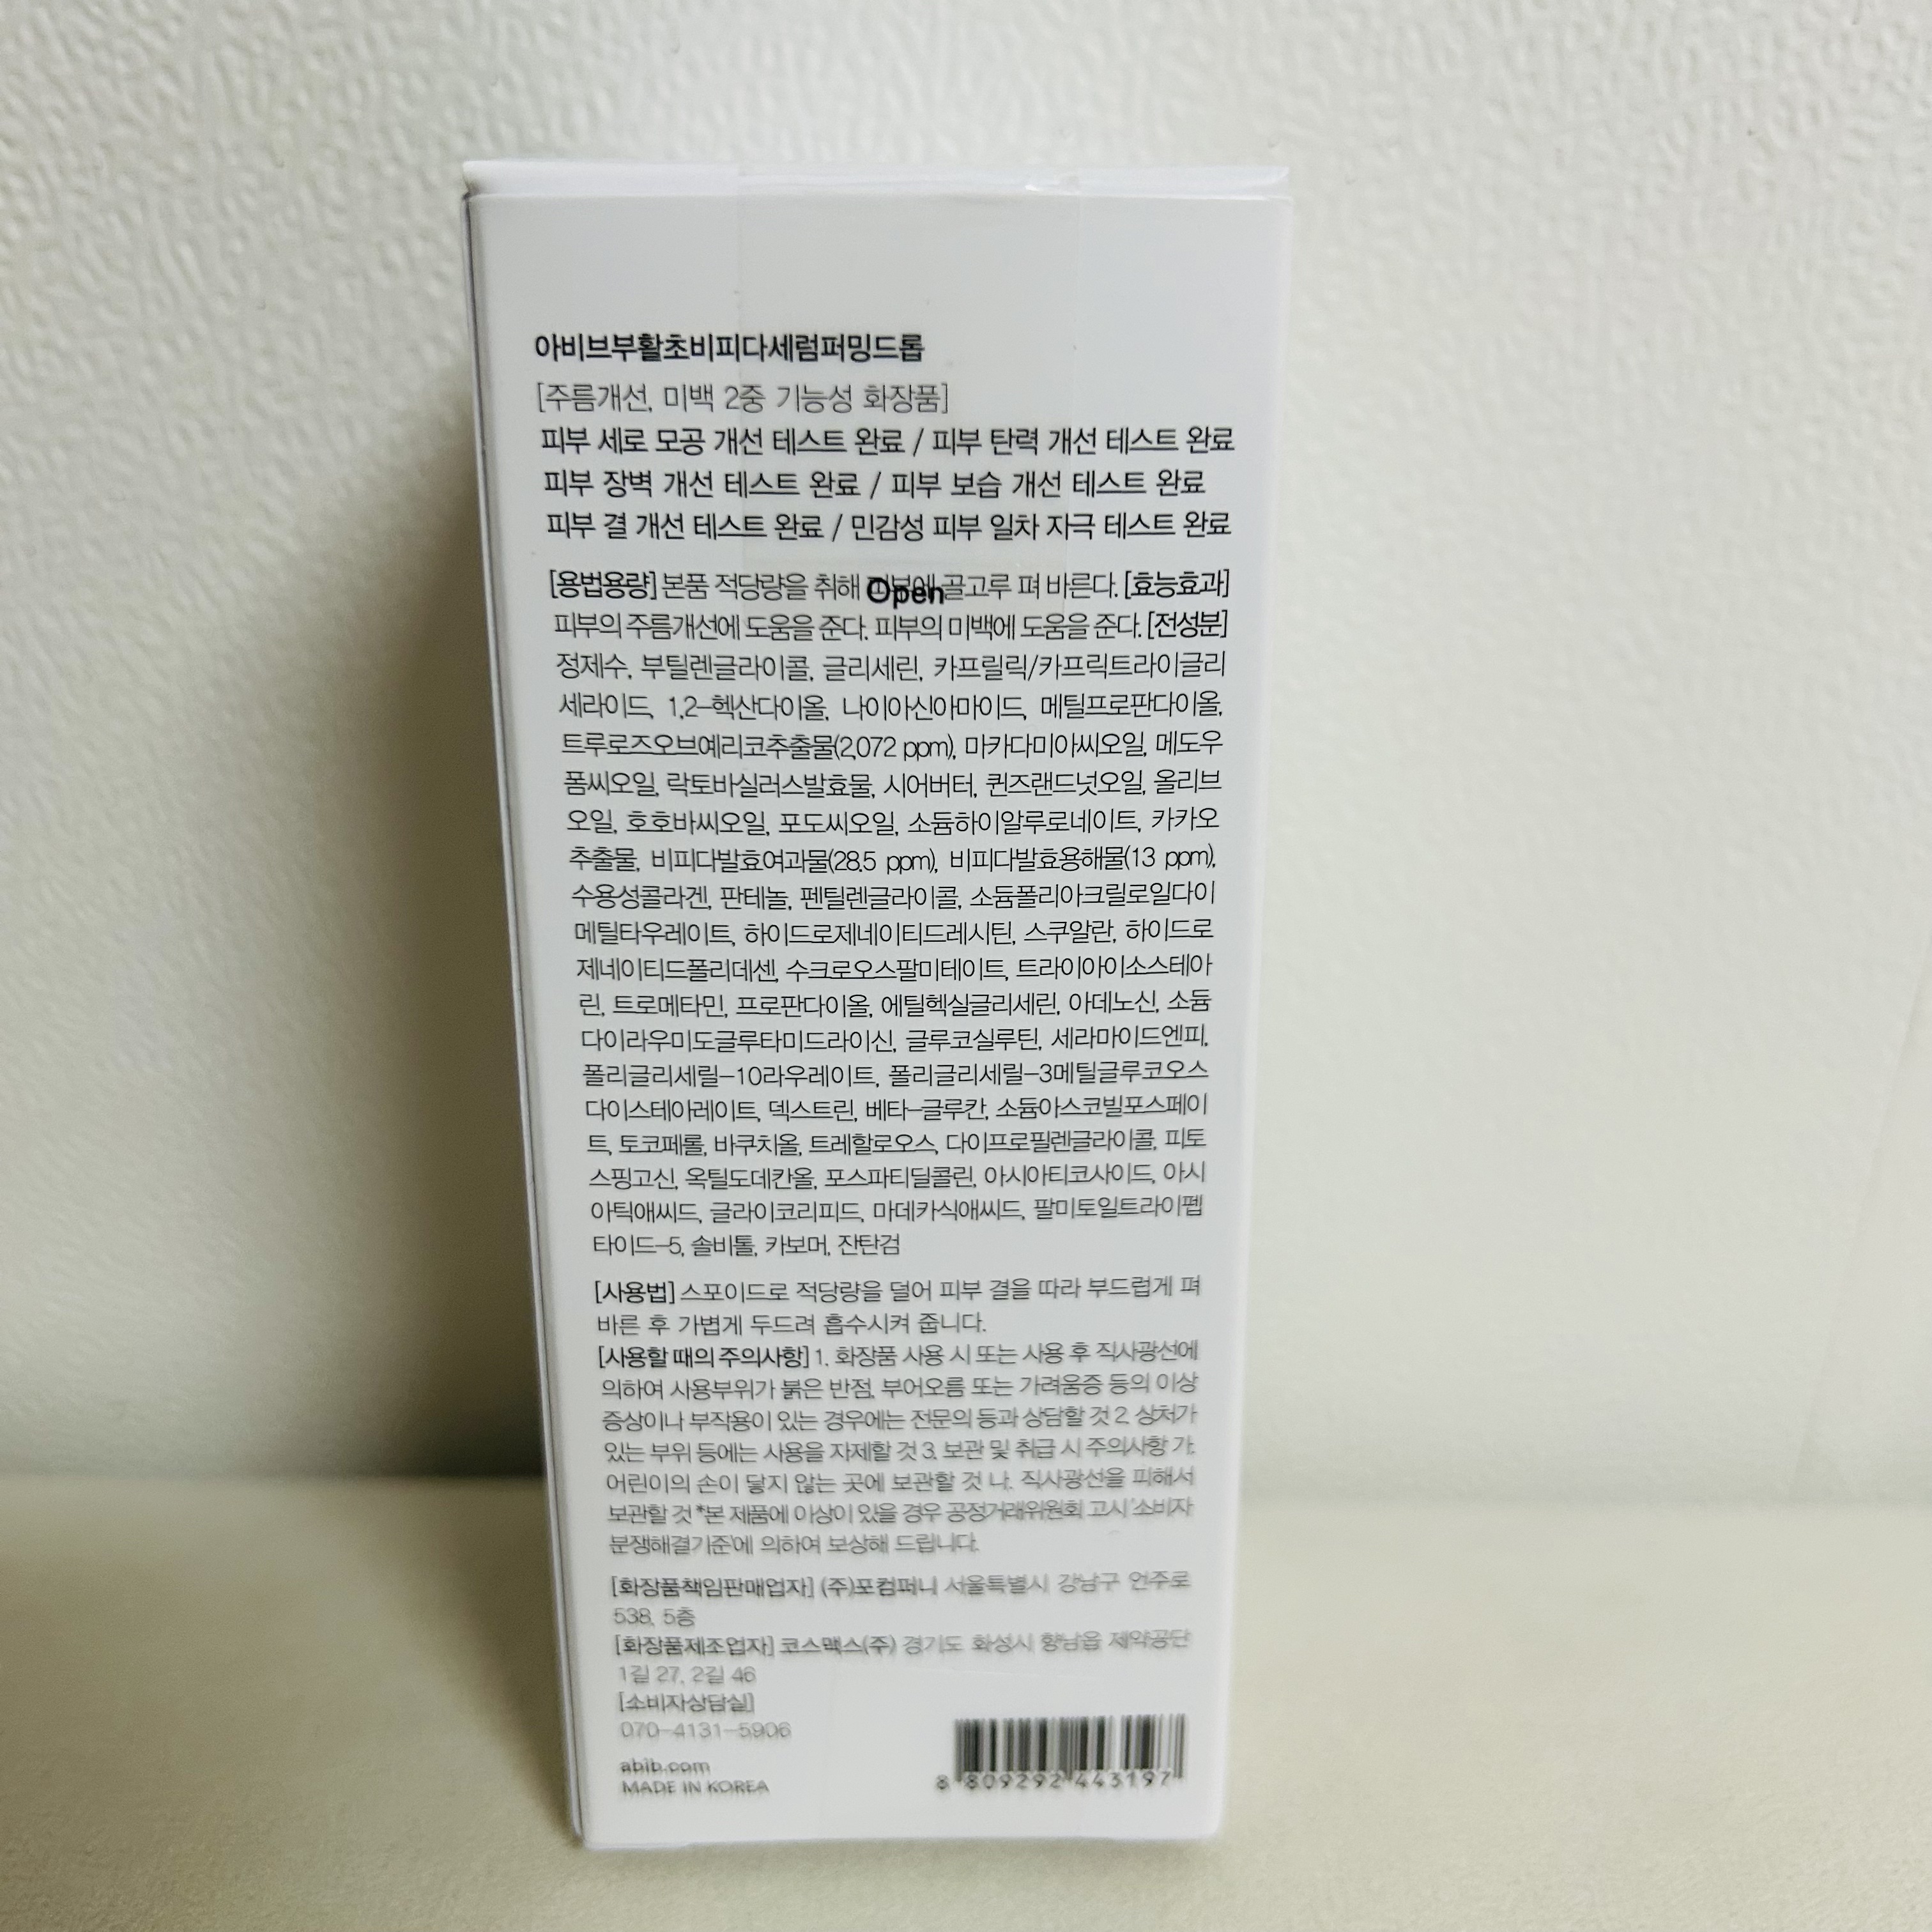 아비브부활초비피다세럼퍼밍드롭
[주름개선, 미백 2중 기능성 화장품]
피부 세로 모공 개선 테스트 완료 / 피부 탄력 개선 테스트 완료
피부 장벽 개선 테스트 완료 / 피부 보습 개선 테스트 완료
피부 결 개선 테스트 완료 / 민감성 피부 일차 자극 테스트 완료
[용법용량] 본품 적당량을 취해 피부에 골고루 펴 바른다. [효능효과]
Open
피부의 주름개선에 도움을 준다. 피부의 미백에 도움을 준다. [전성분]
정제수, 부틸렌글라이콜, 글리세린, 카프릴릭/카프릭트라이글리
세라이드, 1,2-헥산다이올, 나이아신아마이드, 메틸프로판다이올,
트루로즈오브예리코추출물(2,072 ppm), 마카다미아씨오일, 메도우
폼씨오일, 락토바실러스발효물, 시어버터, 퀸즈랜드넛오일, 올리브
오일, 호호바씨오일, 포도씨오일, 소듐하이알루로네이트, 카카오
추출물, 비피다발효여과물(28.5 ppm), 비피다발효용해물(13 ppm),
수용성콜라겐, 판테놀, 펜틸렌글라이콜, 소듐폴리아크릴로일다이
메틸타우레이트, 하이드로제네이티드레시틴, 스쿠알란, 하이드로
제네이티드폴리데센, 수크로오스팔미테이트, 트라이아이소스테아
린, 트로메타민, 프로판다이올, 에틸헥실글리세린, 아데노신, 소듐
다이라우라미도글루타미드라이신, 글루코실루틴, 세라마이드엔피,
폴리글리세릴-10라우레이트, 폴리글리세릴-3메틸글루코오스
다이스테아레이트, 덱스트린, 베타-글루칸, 소듐아스코빌포스페이
트, 토코페롤, 바쿠치올, 트레할로오스, 다이프로필렌글라이콜, 피토
스핑고신, 옥틸도데칸올, 포스파티딜콜린, 아시아티코사이드, 아시
아틱애씨드, 글라이코리피드, 마데카식애씨드, 팔미토일트라이펩
타이드-5, 솔비톨, 카보머, 잔탄검
[사용법] 스포이드로 적당량을 덜어 피부 결을 따라 부드럽게 펴
바른 후 가볍게 두드려 흡수시켜 줍니다.
[사용할 때의 주의사항] 1. 화장품 사용 시 또는 사용 후 직사광선에
의하여 사용부위가 붉은 반점, 부어오름 또는 가려움증 등의 이상
증상이나 부작용이 있는 경우에는 전문의 등과 상담할 것 2. 상처가
있는 부위 등에는 사용을 자제할 것 3. 보관 및 취급 시 주의사항 가.
어린이의 손이 닿지 않는 곳에 보관할 것 나. 직사광선을 피해서
보관할 것 *본 제품에 이상이 있을 경우 공정거래위원회 고시 '소비자
분쟁해결기준'에 의하여 보상해 드립니다.
[화장품책임판매업자] (주)포컴퍼니 서울특별시 강남구 언주로
538, 5층
[화장품제조업자] 코스맥스(주) 경기도 화성시 향남읍 제약공단
1길 27, 2길 46
[소비자상담실]
070-4131-5906
abib.com
MADE IN KOREA
8 809292 443197